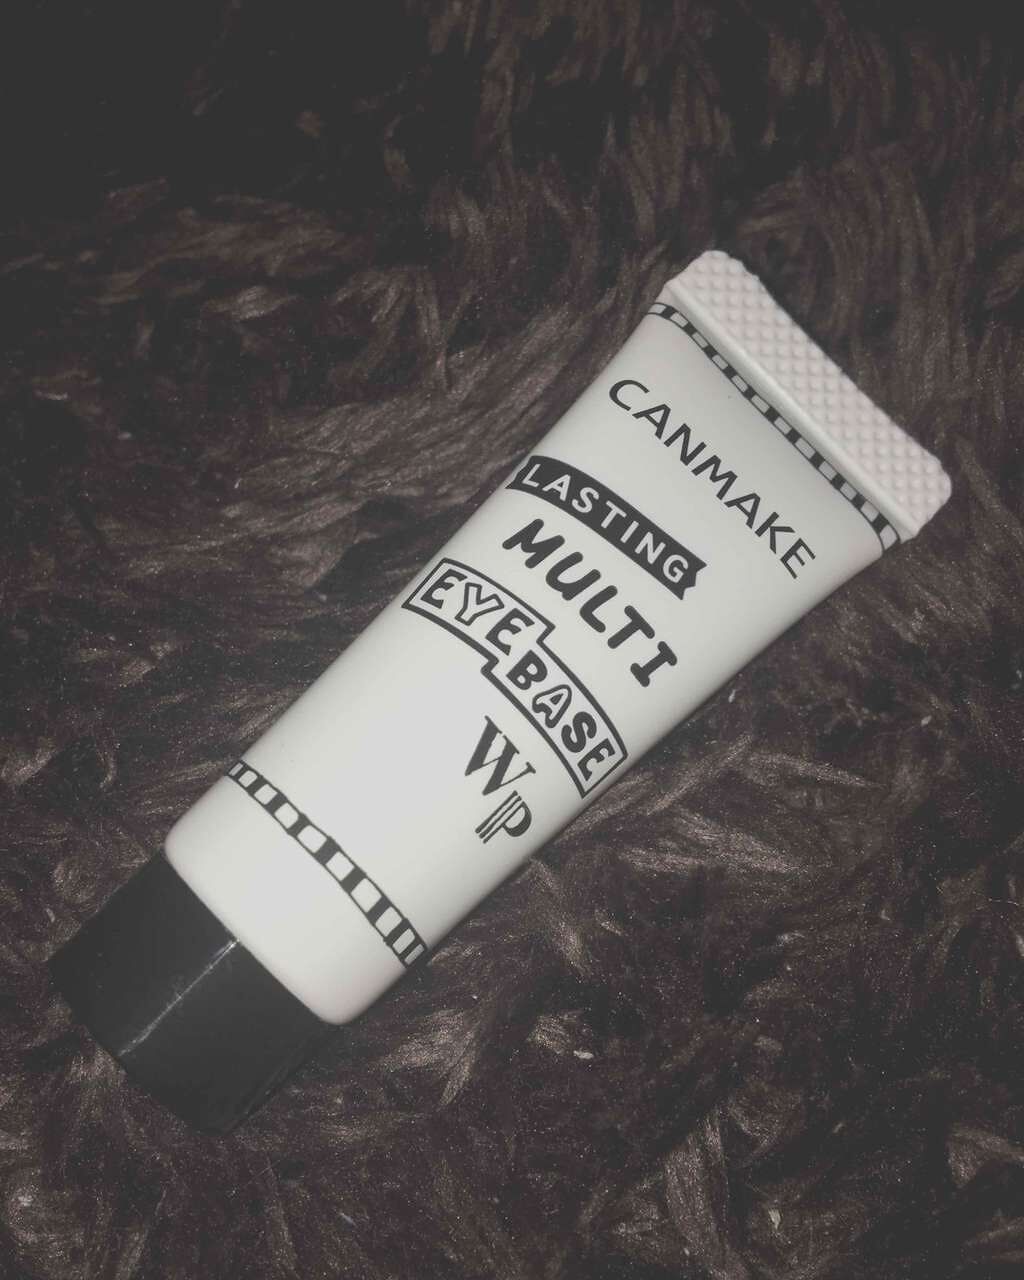 CANMAKE
LASTING
MULTI
EYE BASE
WP